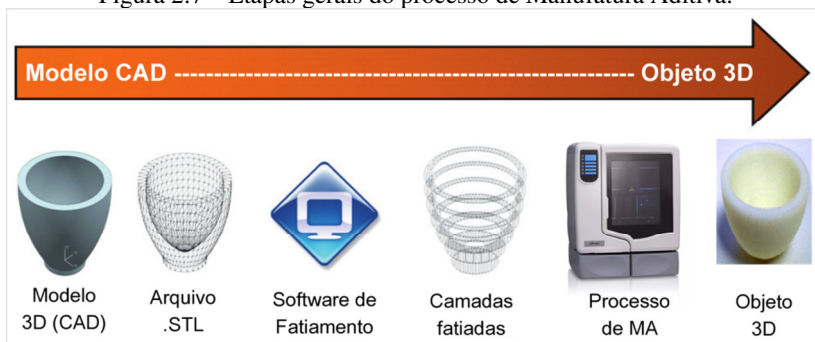 Figura 2.7 – Etapas gerais do processo de Manufatura Aditiva.
Modelo CAD ------------------------------------------------------------ Objeto 3D
Modelo
3D (CAD)
Arquivo
.STL
Software de
Fatiamento
Camadas
fatiadas
Processo
de MA
Objeto
3D